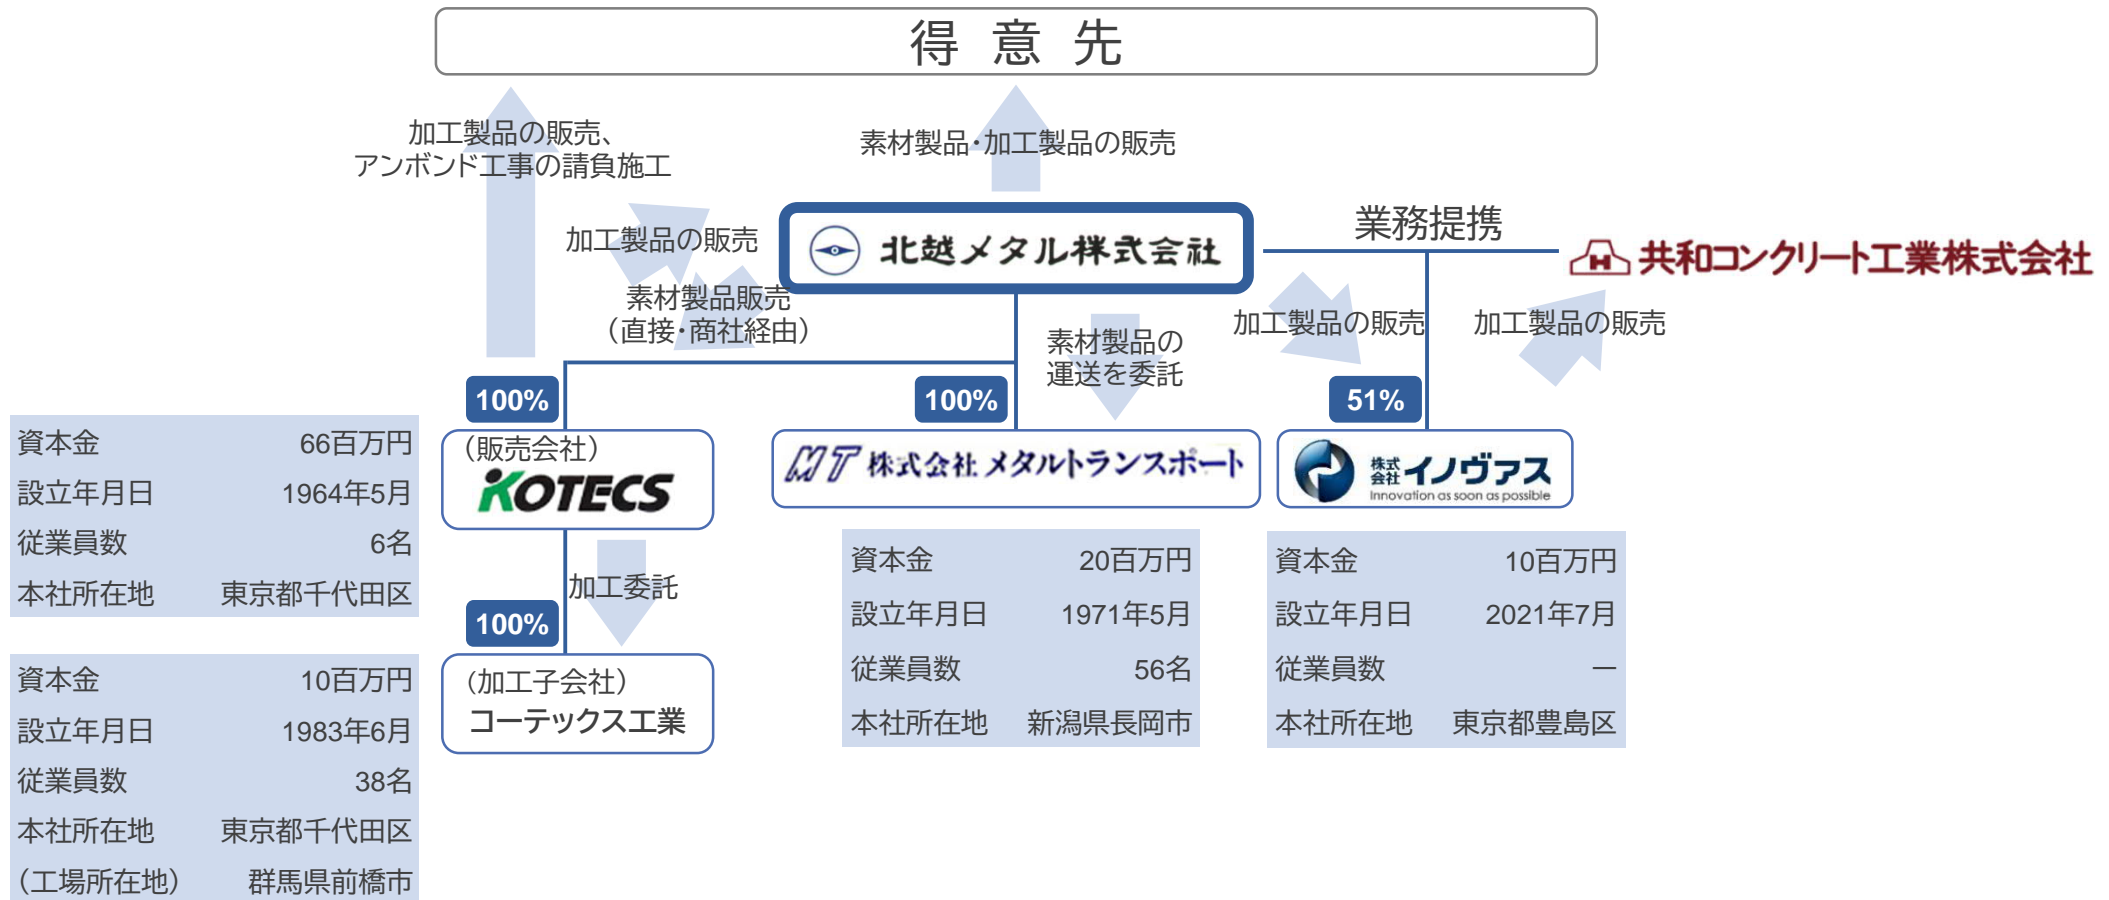 得意先
加工製品の販売、
アンボンド工事の請負施工
素材製品・加工製品の販売
加工製品の販売
北越メタル株式会社
業務提携
共和コンクリート工業株式会社
素材製品販売
（直接・商社経由）
素材製品の
運送を委託
加工製品の販売
加工製品の販売
100%
100%
51%
資本金 66百万円
設立年月日 1964年5月
従業員数 6名
本社所在地 東京都千代田区
（販売会社）
KOTECS
MT 株式会社メタルトランスポート
株式会社イノヴァス
Innovation as soon as possible
加工委託
100%
資本金 10百万円
設立年月日 1983年6月
従業員数 38名
本社所在地 東京都千代田区
（工場所在地） 群馬県前橋市
（加工子会社）
コーテックス工業
資本金 20百万円
設立年月日 1971年5月
従業員数 56名
本社所在地 新潟県長岡市
資本金 10百万円
設立年月日 2021年7月
従業員数 ―
本社所在地 東京都豊島区